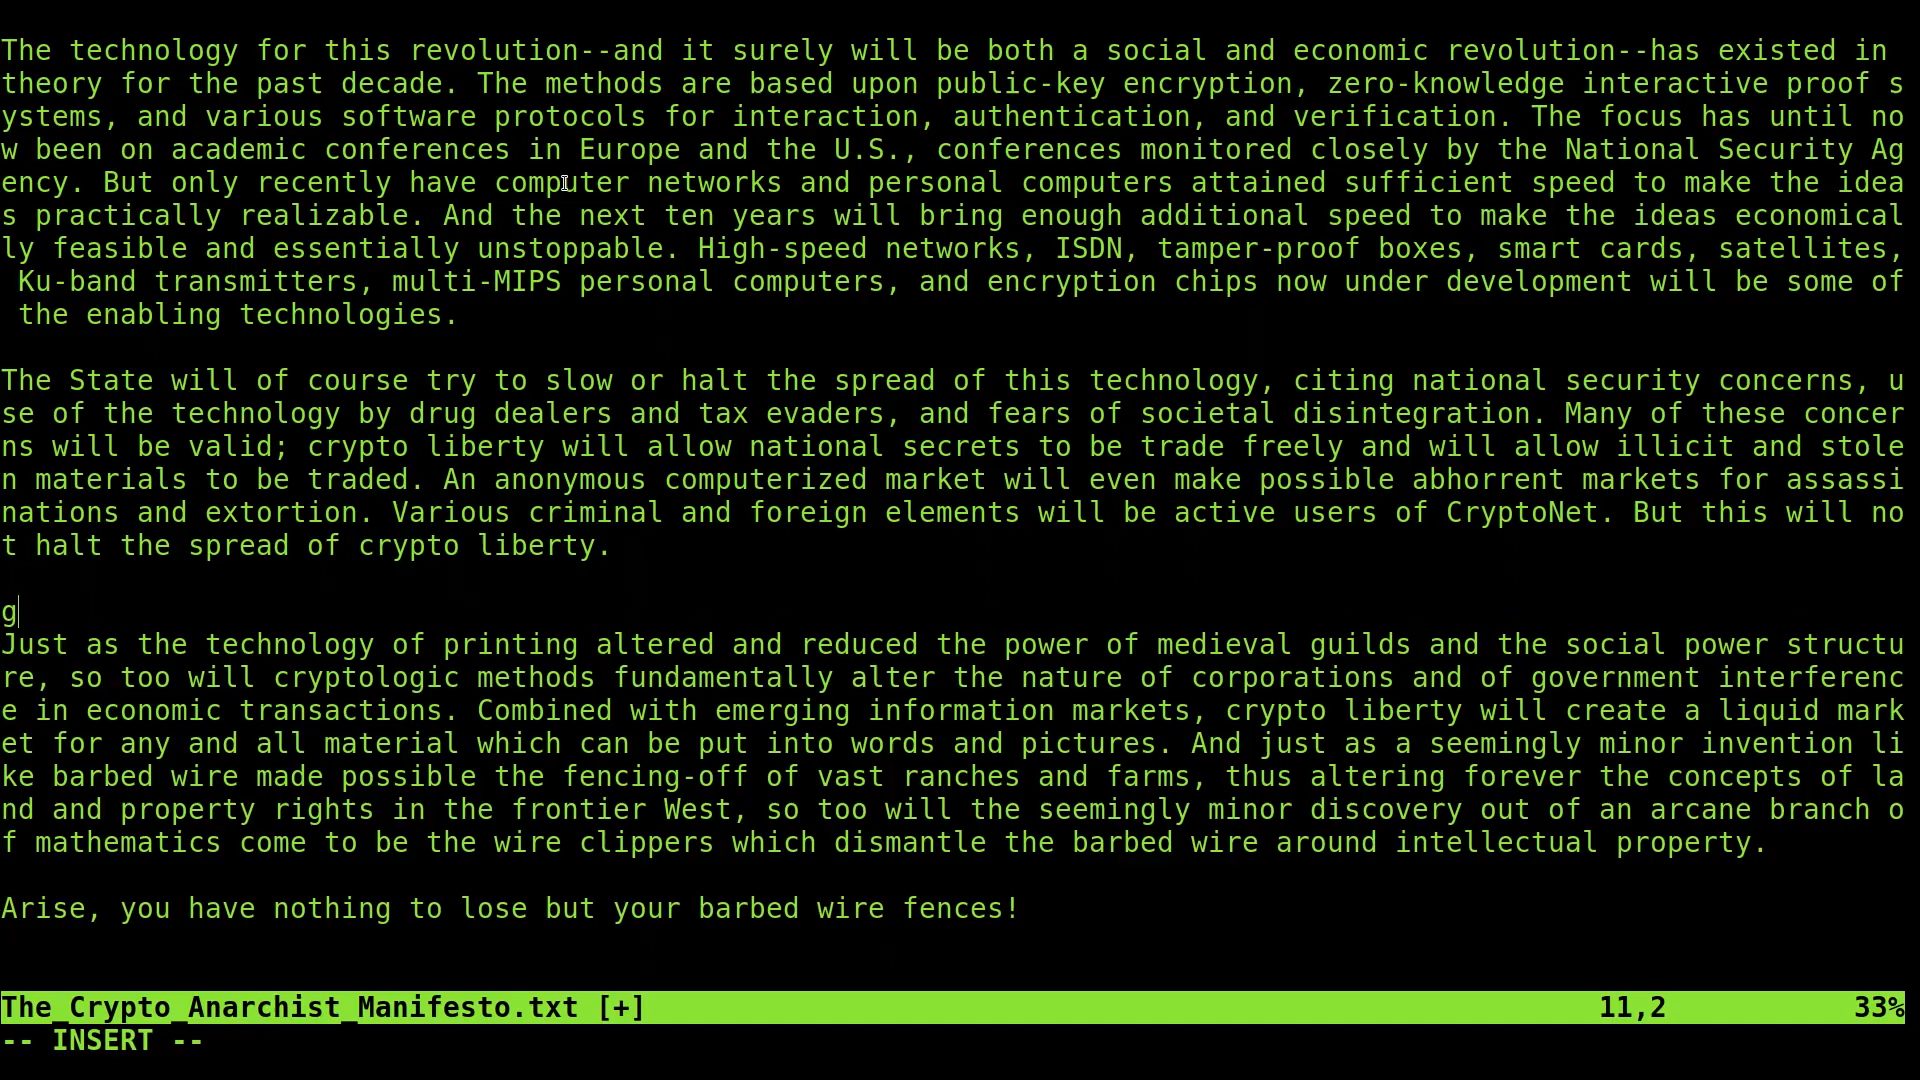 The technology for this revolution--and it surely will be both a social and economic revolution--has existed in
theory for the past decade. The methods are based upon public-key encryption, zero-knowledge interactive proof s
ystems, and various software protocols for interaction, authentication, and verification. The focus has until no
w been on academic conferences in Europe and the U.S., conferences monitored closely by the National Security Ag
ency. But only recently have computer networks and personal computers attained sufficient speed to make the idea
s practically realizable. And the next ten years will bring enough additional speed to make the ideas economical
ly feasible and essentially unstoppable. High-speed networks, ISDN, tamper-proof boxes, smart cards, satellites,
 Ku-band transmitters, multi-MIPS personal computers, and encryption chips now under development will be some of
 the enabling technologies.

The State will of course try to slow or halt the spread of this technology, citing national security concerns, u
se of the technology by drug dealers and tax evaders, and fears of societal disintegration. Many of these concer
ns will be valid; crypto liberty will allow national secrets to be trade freely and will allow illicit and stole
n materials to be traded. An anonymous computerized market will even make possible abhorrent markets for assassi
nations and extortion. Various criminal and foreign elements will be active users of CryptoNet. But this will no
t halt the spread of crypto liberty.

g
Just as the technology of printing altered and reduced the power of medieval guilds and the social power structu
re, so too will cryptologic methods fundamentally alter the nature of corporations and of government interferenc
e in economic transactions. Combined with emerging information markets, crypto liberty will create a liquid mark
et for any and all material which can be put into words and pictures. And just as a seemingly minor invention li
ke barbed wire made possible the fencing-off of vast ranches and farms, thus altering forever the concepts of la
nd and property rights in the frontier West, so too will the seemingly minor discovery out of an arcane branch o
f mathematics come to be the wire clippers which dismantle the barbed wire around intellectual property.

Arise, you have nothing to lose but your barbed wire fences!

The_Crypto_Anarchist_Manifesto.txt [+] 11,2 33%
-- INSERT --